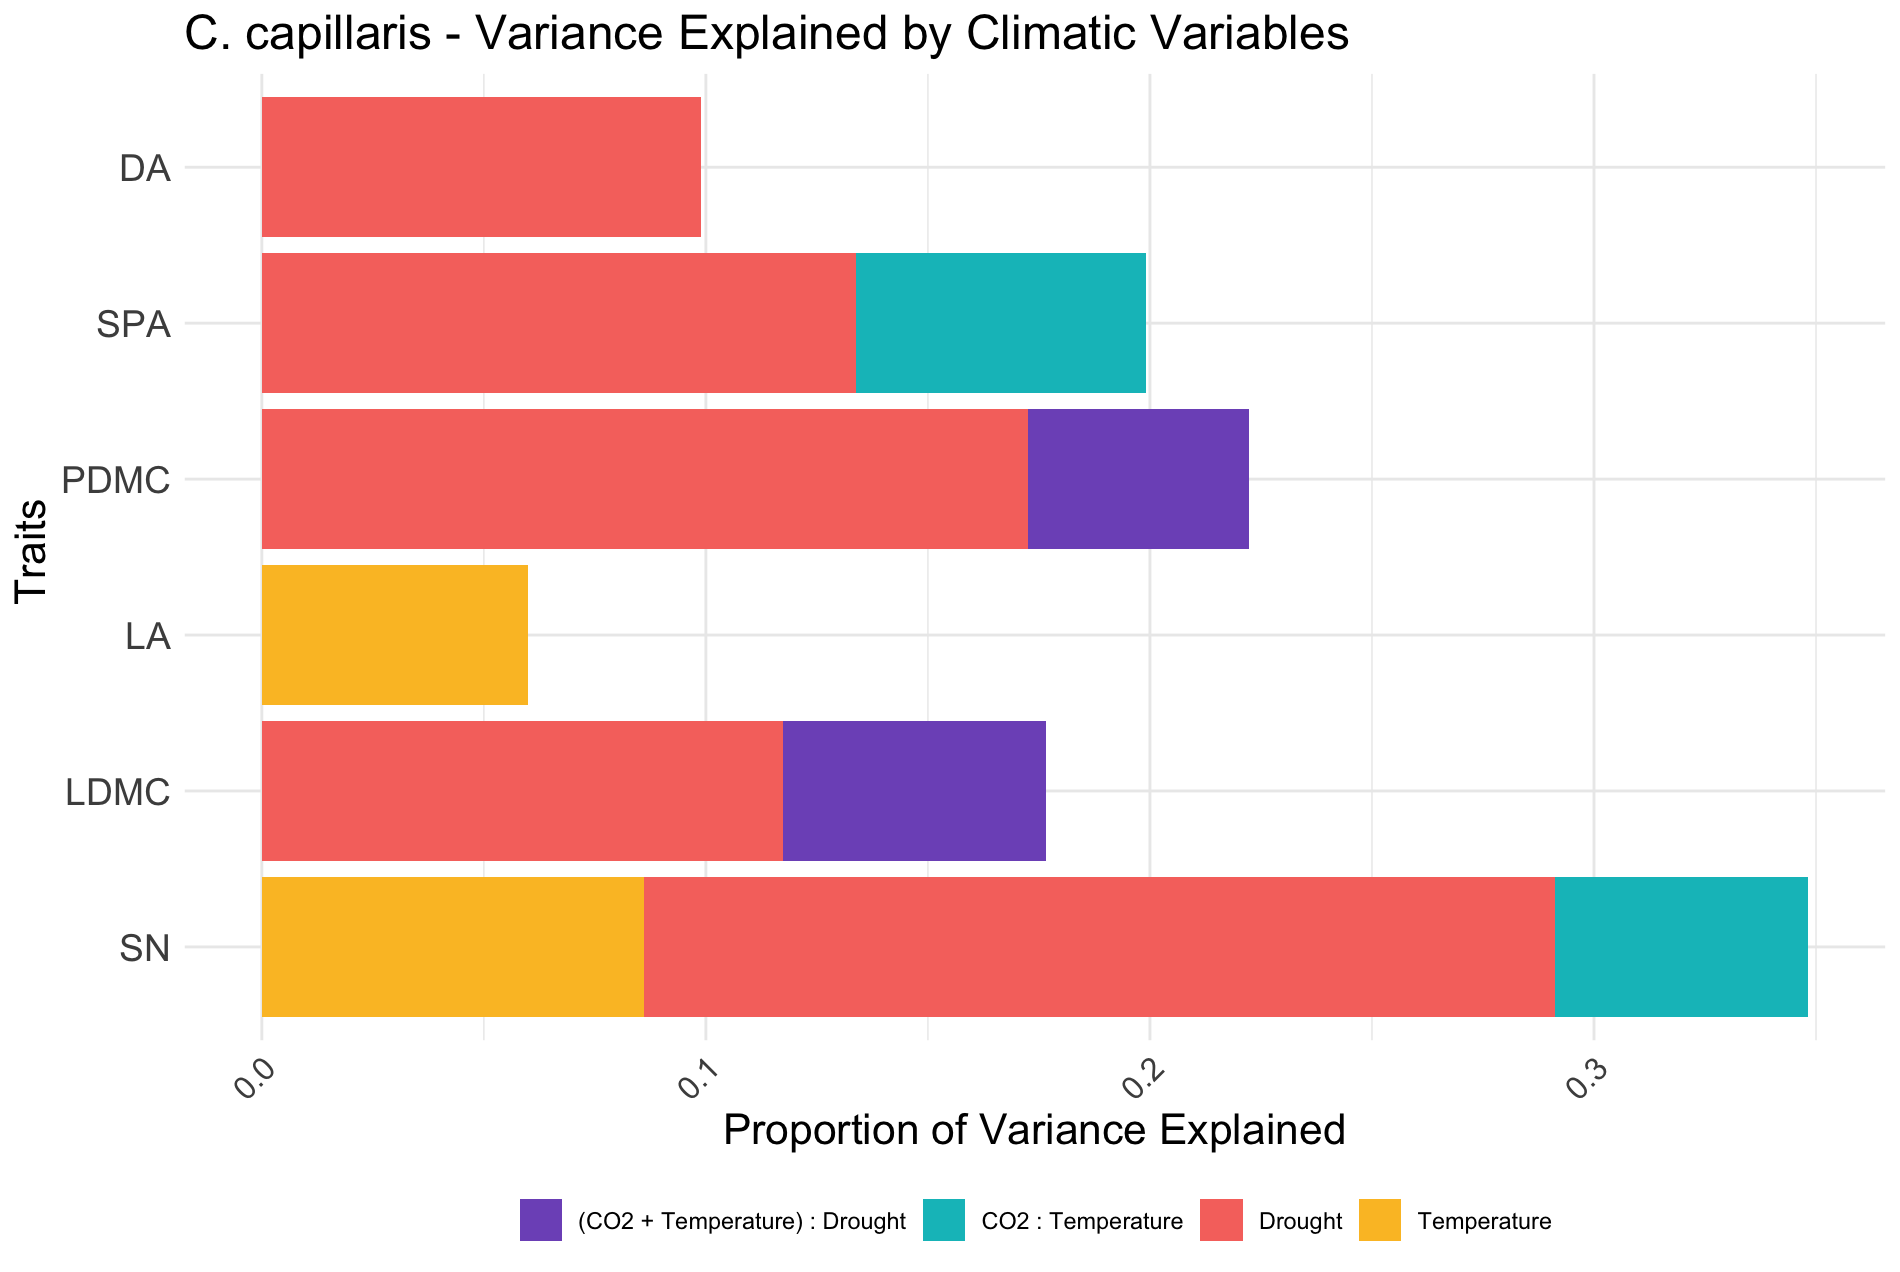 C. capillaris - Variance Explained by Climatic Variables
Traits
DA
SPA
PDMC
LA
LDMC
SN
0.0 0.1 0.2 0.3
Proportion of Variance Explained
(CO2 + Temperature) : Drought CO2 : Temperature Drought Temperature